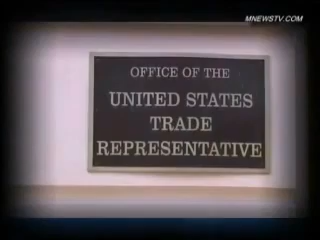 MNEWSTV.COM
OFFICE OF THE
UNITED STATES
TRADE
REPRESENTATIVE